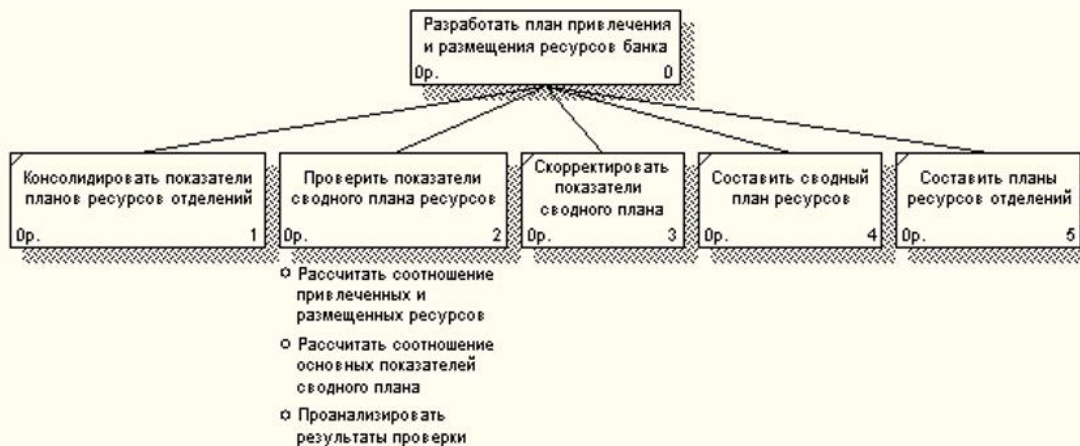 Разработать план привлечения
и размещения ресурсов банка
0р. 0
Консолидировать показатели
планов ресурсов отделений
0р. 1
Проверить показатели
сводного плана ресурсов
0р. 2
Скорректировать
показатели
сводного плана
0р. 3
Составить сводный
план ресурсов
0р. 4
Составить планы
ресурсов отделений
0р. 5
Рассчитать соотношение
привлеченных и
размещенных ресурсов
Рассчитать соотношение
основных показателей
сводного плана
Проанализировать
результаты проверки